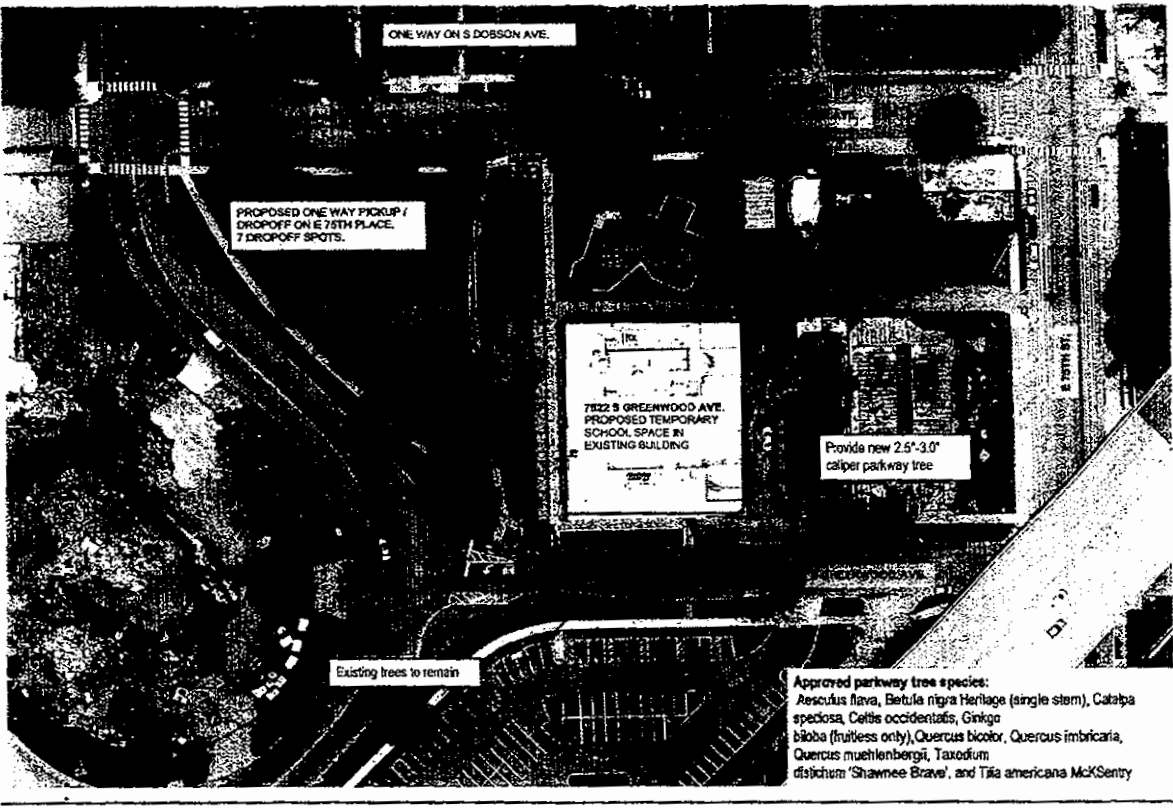 ONE WAY ON S DOBSON AVE.
PROPOSED ONE WAY PICKUP /
DROPOFF ON E 75TH PLACE.
7 DROPOFF SPOTS.
E 75TH ST.
7522 S GREENWOOD AVE.
PROPOSED TEMPORARY
SCHOOL SPACE IN
EXISTING BUILDING
Provide new 2.5"-3.0"
caliper parkway tree
Existing trees to remain
Approved parkway tree species:
Aesculus flava, Betula nigra Heritage (single stem), Catalpa
speciosa, Celtis occidentalis, Ginkgo
biloba (fruitless only), Quercus bicolor, Quercus imbricaria,
Quercus muehlenbergii, Taxodium
distichum 'Shawnee Brave', and Tilia americana McKSentry